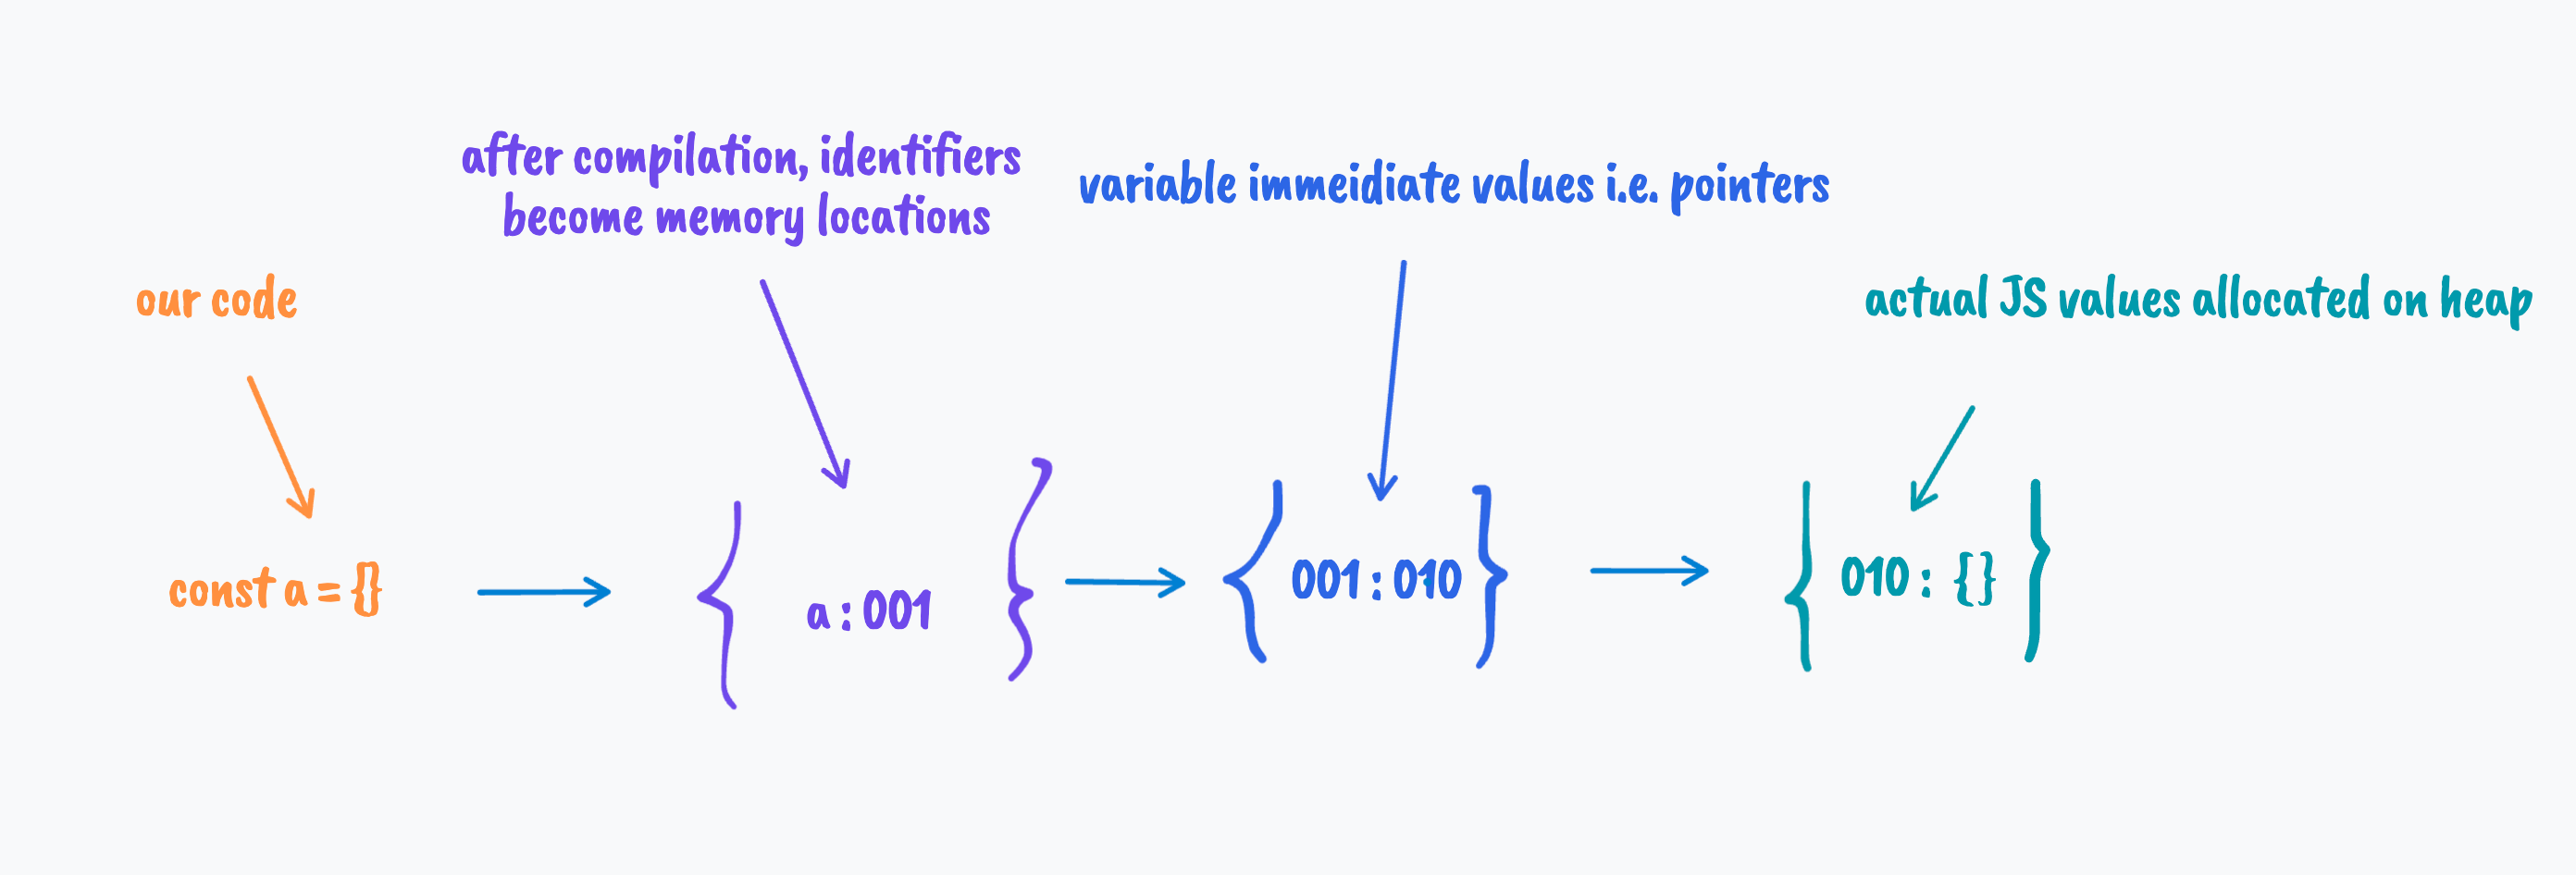 our code
after compilation, identifiers
become memory locations
variable immeidiate values i.e. pointers
actual JS values allocated on heap
const a = {}
{ a : 001 }
{ 001 : 010 }
{ 010 : {} }